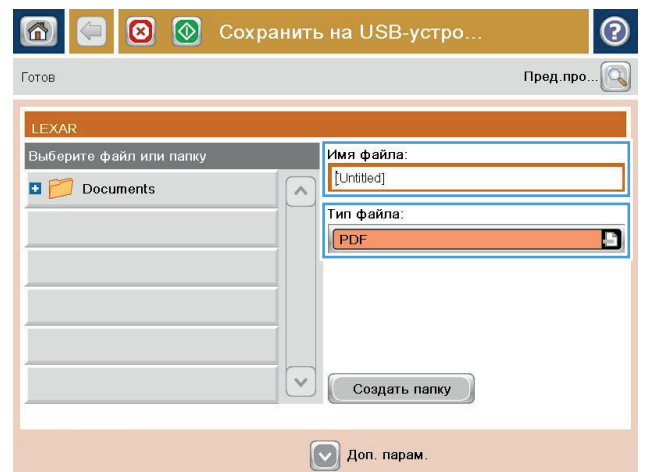 Сохранить на USB-устро...
Готов
Пред.про...
LEXAR
Выберите файл или папку
Documents
Имя файла:
[Untitled]
Тип файла:
PDF
Создать папку
Доп. парам.